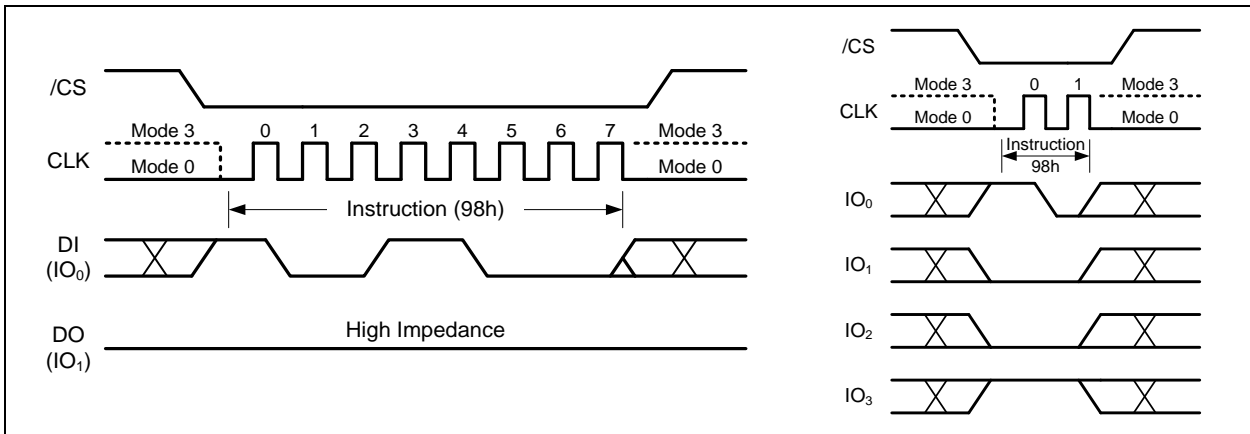 /CS
Mode 3 0 1 2 3 4 5 6 7 Mode 3
CLK
Mode 0 Mode 0
Instruction (98h)
DI
(IO₀)
High Impedance
DO
(IO₁)
/CS
Mode 3 0 1 Mode 3
CLK
Mode 0 Mode 0
Instruction
98h
IO₀
IO₁
IO₂
IO₃